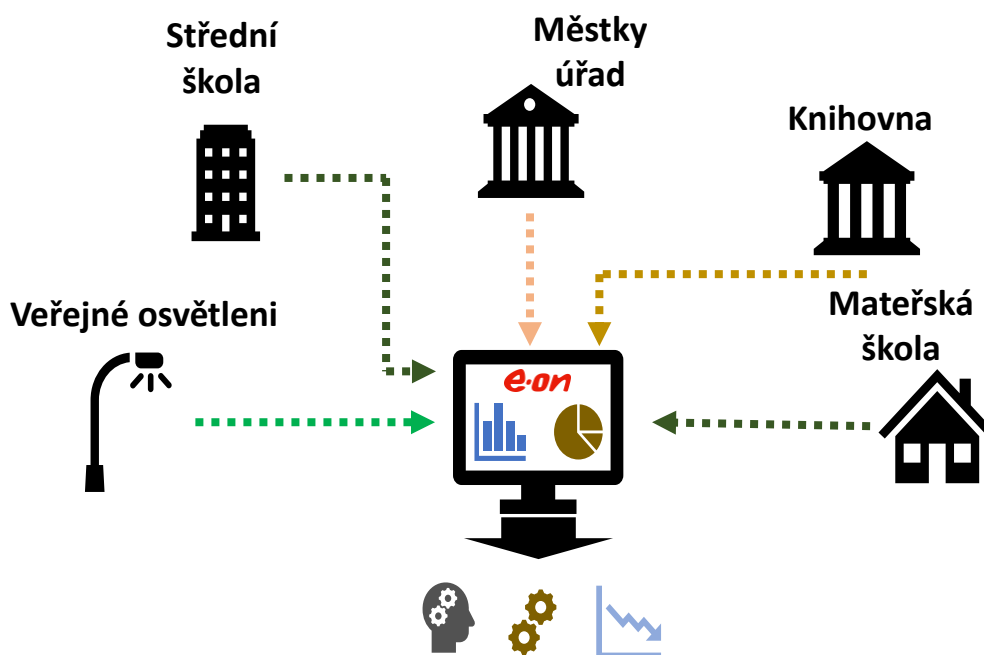 Střední
škola
Městky
úřad
Knihovna
Veřejné osvětleni
Mateřská
škola
e·on